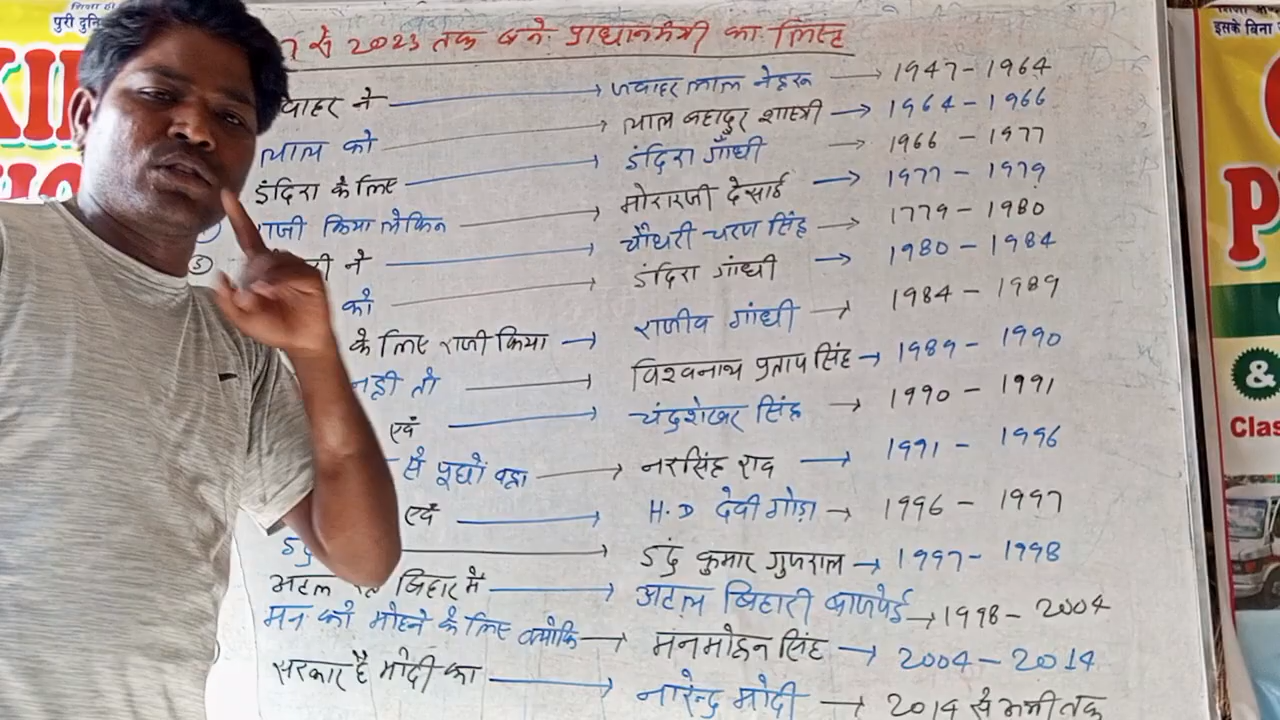 पुरी
इसके बिना
7 से 2023 तक बने प्राधानमंत्री का लिस्ट
वाहर ने → जवाहर लाल नेहरू → 1947-1964
लाल को → लाल बहादुर शास्त्री → 1964-1966
इंदिरा के लिए → इंदिरा गाँधी → 1966-1977
राजी किया लेकिन → मोरारजी देसाई → 1977-1979
5 ने → चौधरी चरण सिंह → 1779-1980
को → इंदिरा गांधी → 1980-1984
के लिए राजी किया → राजीव गांधी → 1984-1989
नही तो → विश्वनाथ प्रताप सिंह → 1989-1990
एवं → चंद्रशेखर सिंह → 1990-1991
से → नरसिंह राव → 1991-1996
एवं → H.D देवी गोड़ा → 1996-1997
→ इंद्र कुमार गुजराल → 1997-1998
अटल बिहार में → अटल बिहारी बाजपेई → 1998-2004
मन को मोहने के लिए क्योकि → मनमोहन सिंह → 2004-2014
सरकार है मोदी का → नारेन्द्र मोदी → 2014 से अभी तक
&
Clas